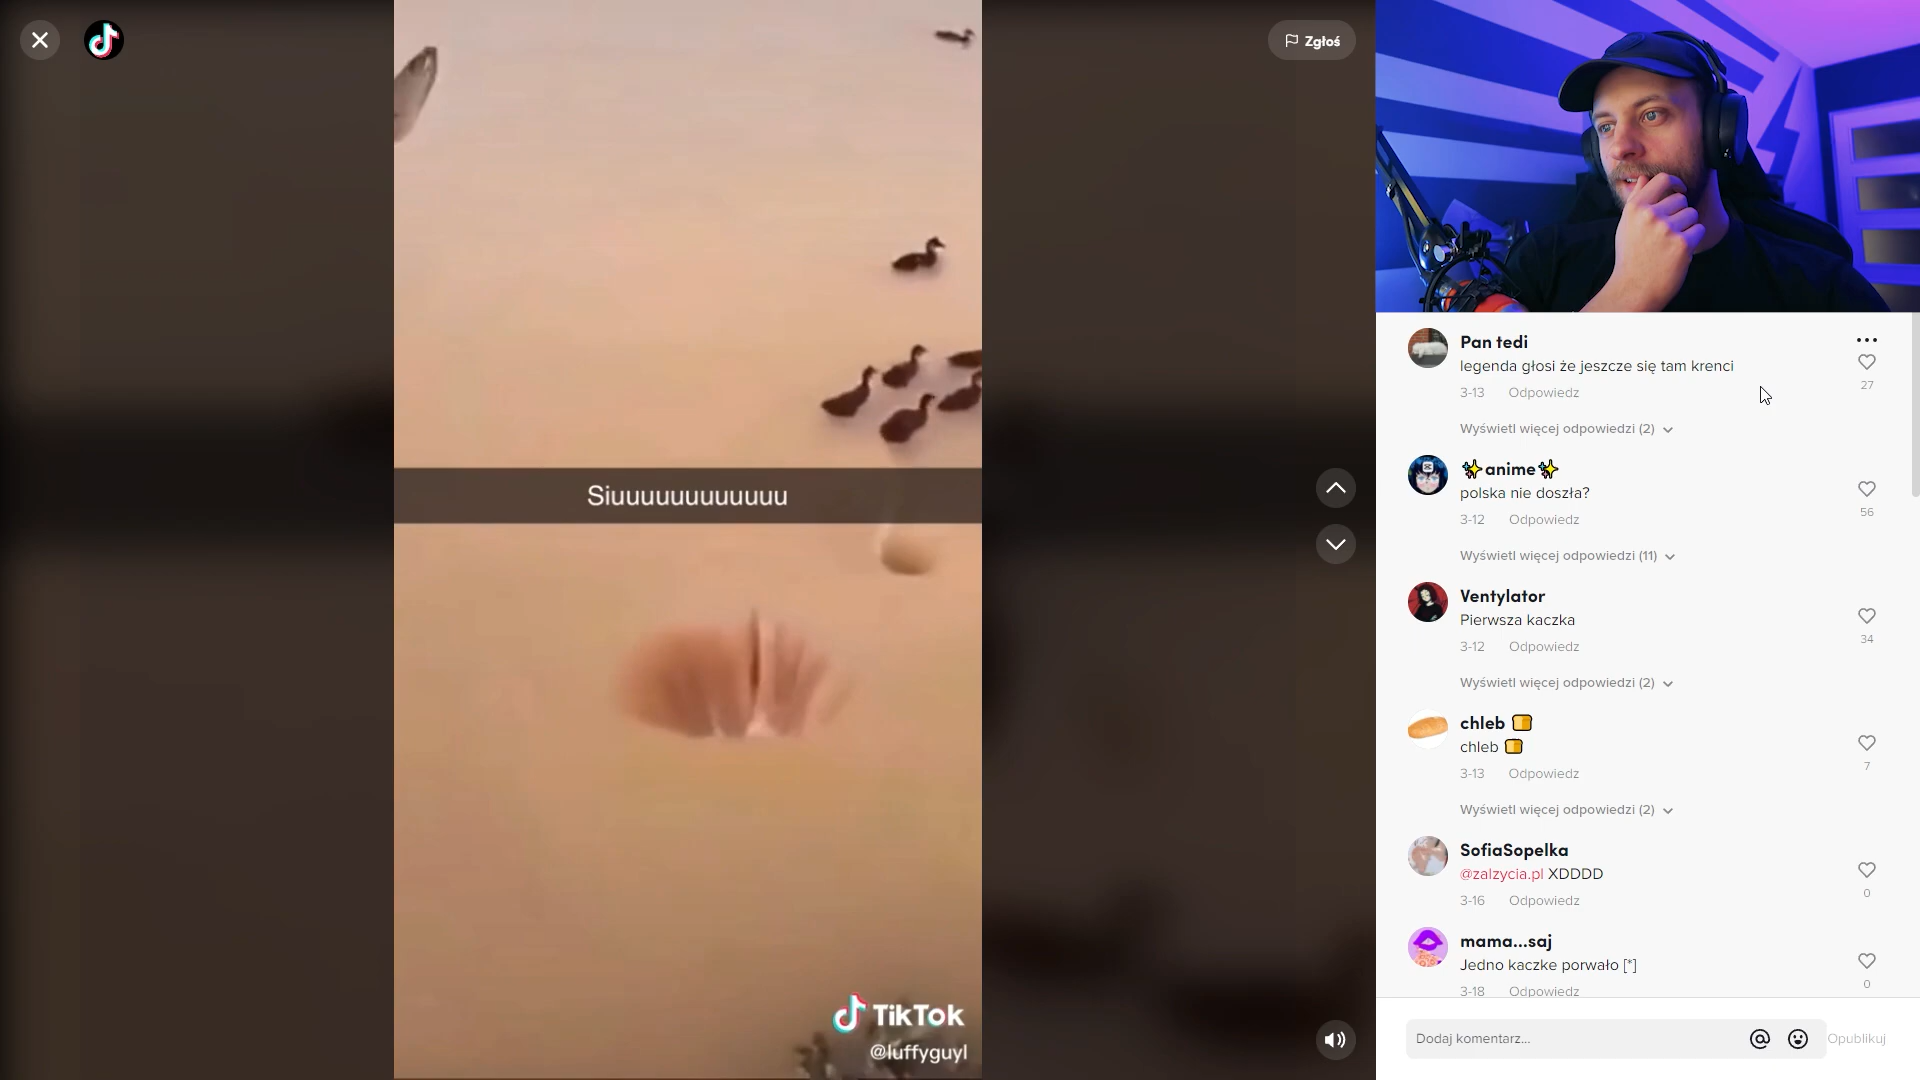 Zgłoś
Siuuuuuuuuuuuu
TikTok
@luffyguyl
Pan tedi
legenda głosi że jeszcze się tam krenci
27
3-13 Odpowiedz
Wyświetl więcej odpowiedzi (2)
✨anime✨
polska nie doszła?
56
3-12 Odpowiedz
Wyświetl więcej odpowiedzi (11)
Ventylator
Pierwsza kaczka
34
3-12 Odpowiedz
Wyświetl więcej odpowiedzi (2)
chleb 🍞
chleb 🍞
7
3-13 Odpowiedz
Wyświetl więcej odpowiedzi (2)
SofiaSopelka
@zalzycia.pl XDDDD
0
3-16 Odpowiedz
mama...saj
Jedno kaczke porwało [*]
0
3-18 Odpowiedz
Dodaj komentarz...
Opublikuj